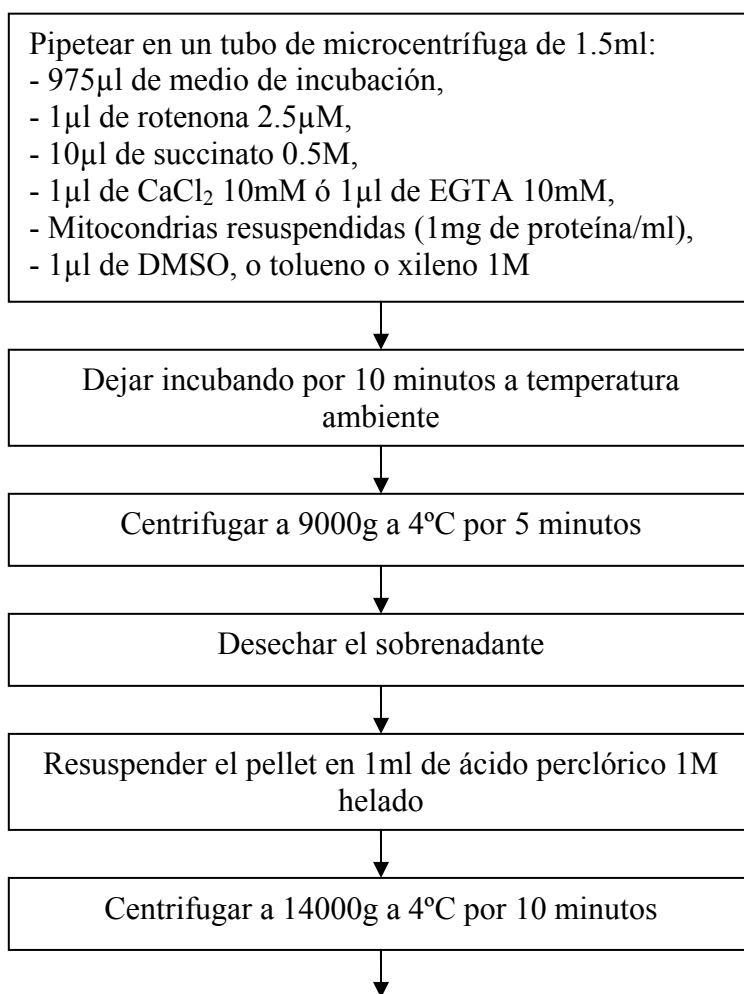 Pipetear en un tubo de microcentrífuga de 1.5ml:
- 975µl de medio de incubación,
- 1µl de rotenona 2.5µM,
- 10µl de succinato 0.5M,
- 1µl de CaCl₂ 10mM ó 1µl de EGTA 10mM,
- Mitocondrias resuspendidas (1mg de proteína/ml),
- 1µl de DMSO, o tolueno o xileno 1M
Dejar incubando por 10 minutos a temperatura
ambiente
Centrifugar a 9000g a 4ºC por 5 minutos
Desechar el sobrenadante
Resuspender el pellet en 1ml de ácido perclórico 1M
helado
Centrifugar a 14000g a 4ºC por 10 minutos